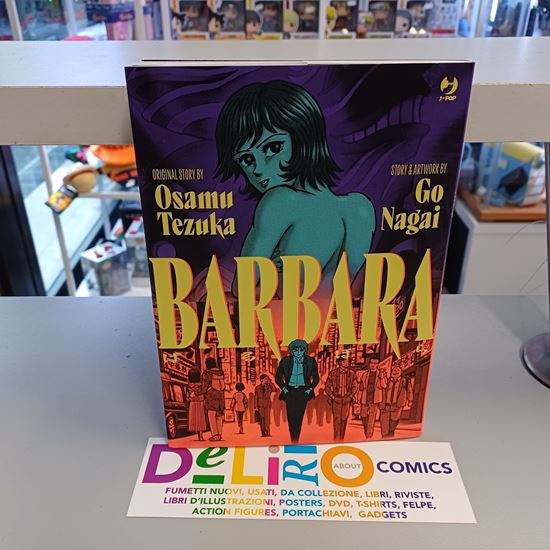 J-POP
ORIGINAL STORY BY
Osamu
Tezuka
STORY & ARTWORK BY
Go
Nagai
BARBARA
DeLiRiO ABOUT COMICS
FUMETTI NUOVI, USATI, DA COLLEZIONE, LIBRI, RIVISTE,
LIBRI D'ILLUSTRAZIONI, POSTERS, DVD, T-SHIRTS, FELPE,
ACTION FIGURES, PORTACHIAVI, GADGETS